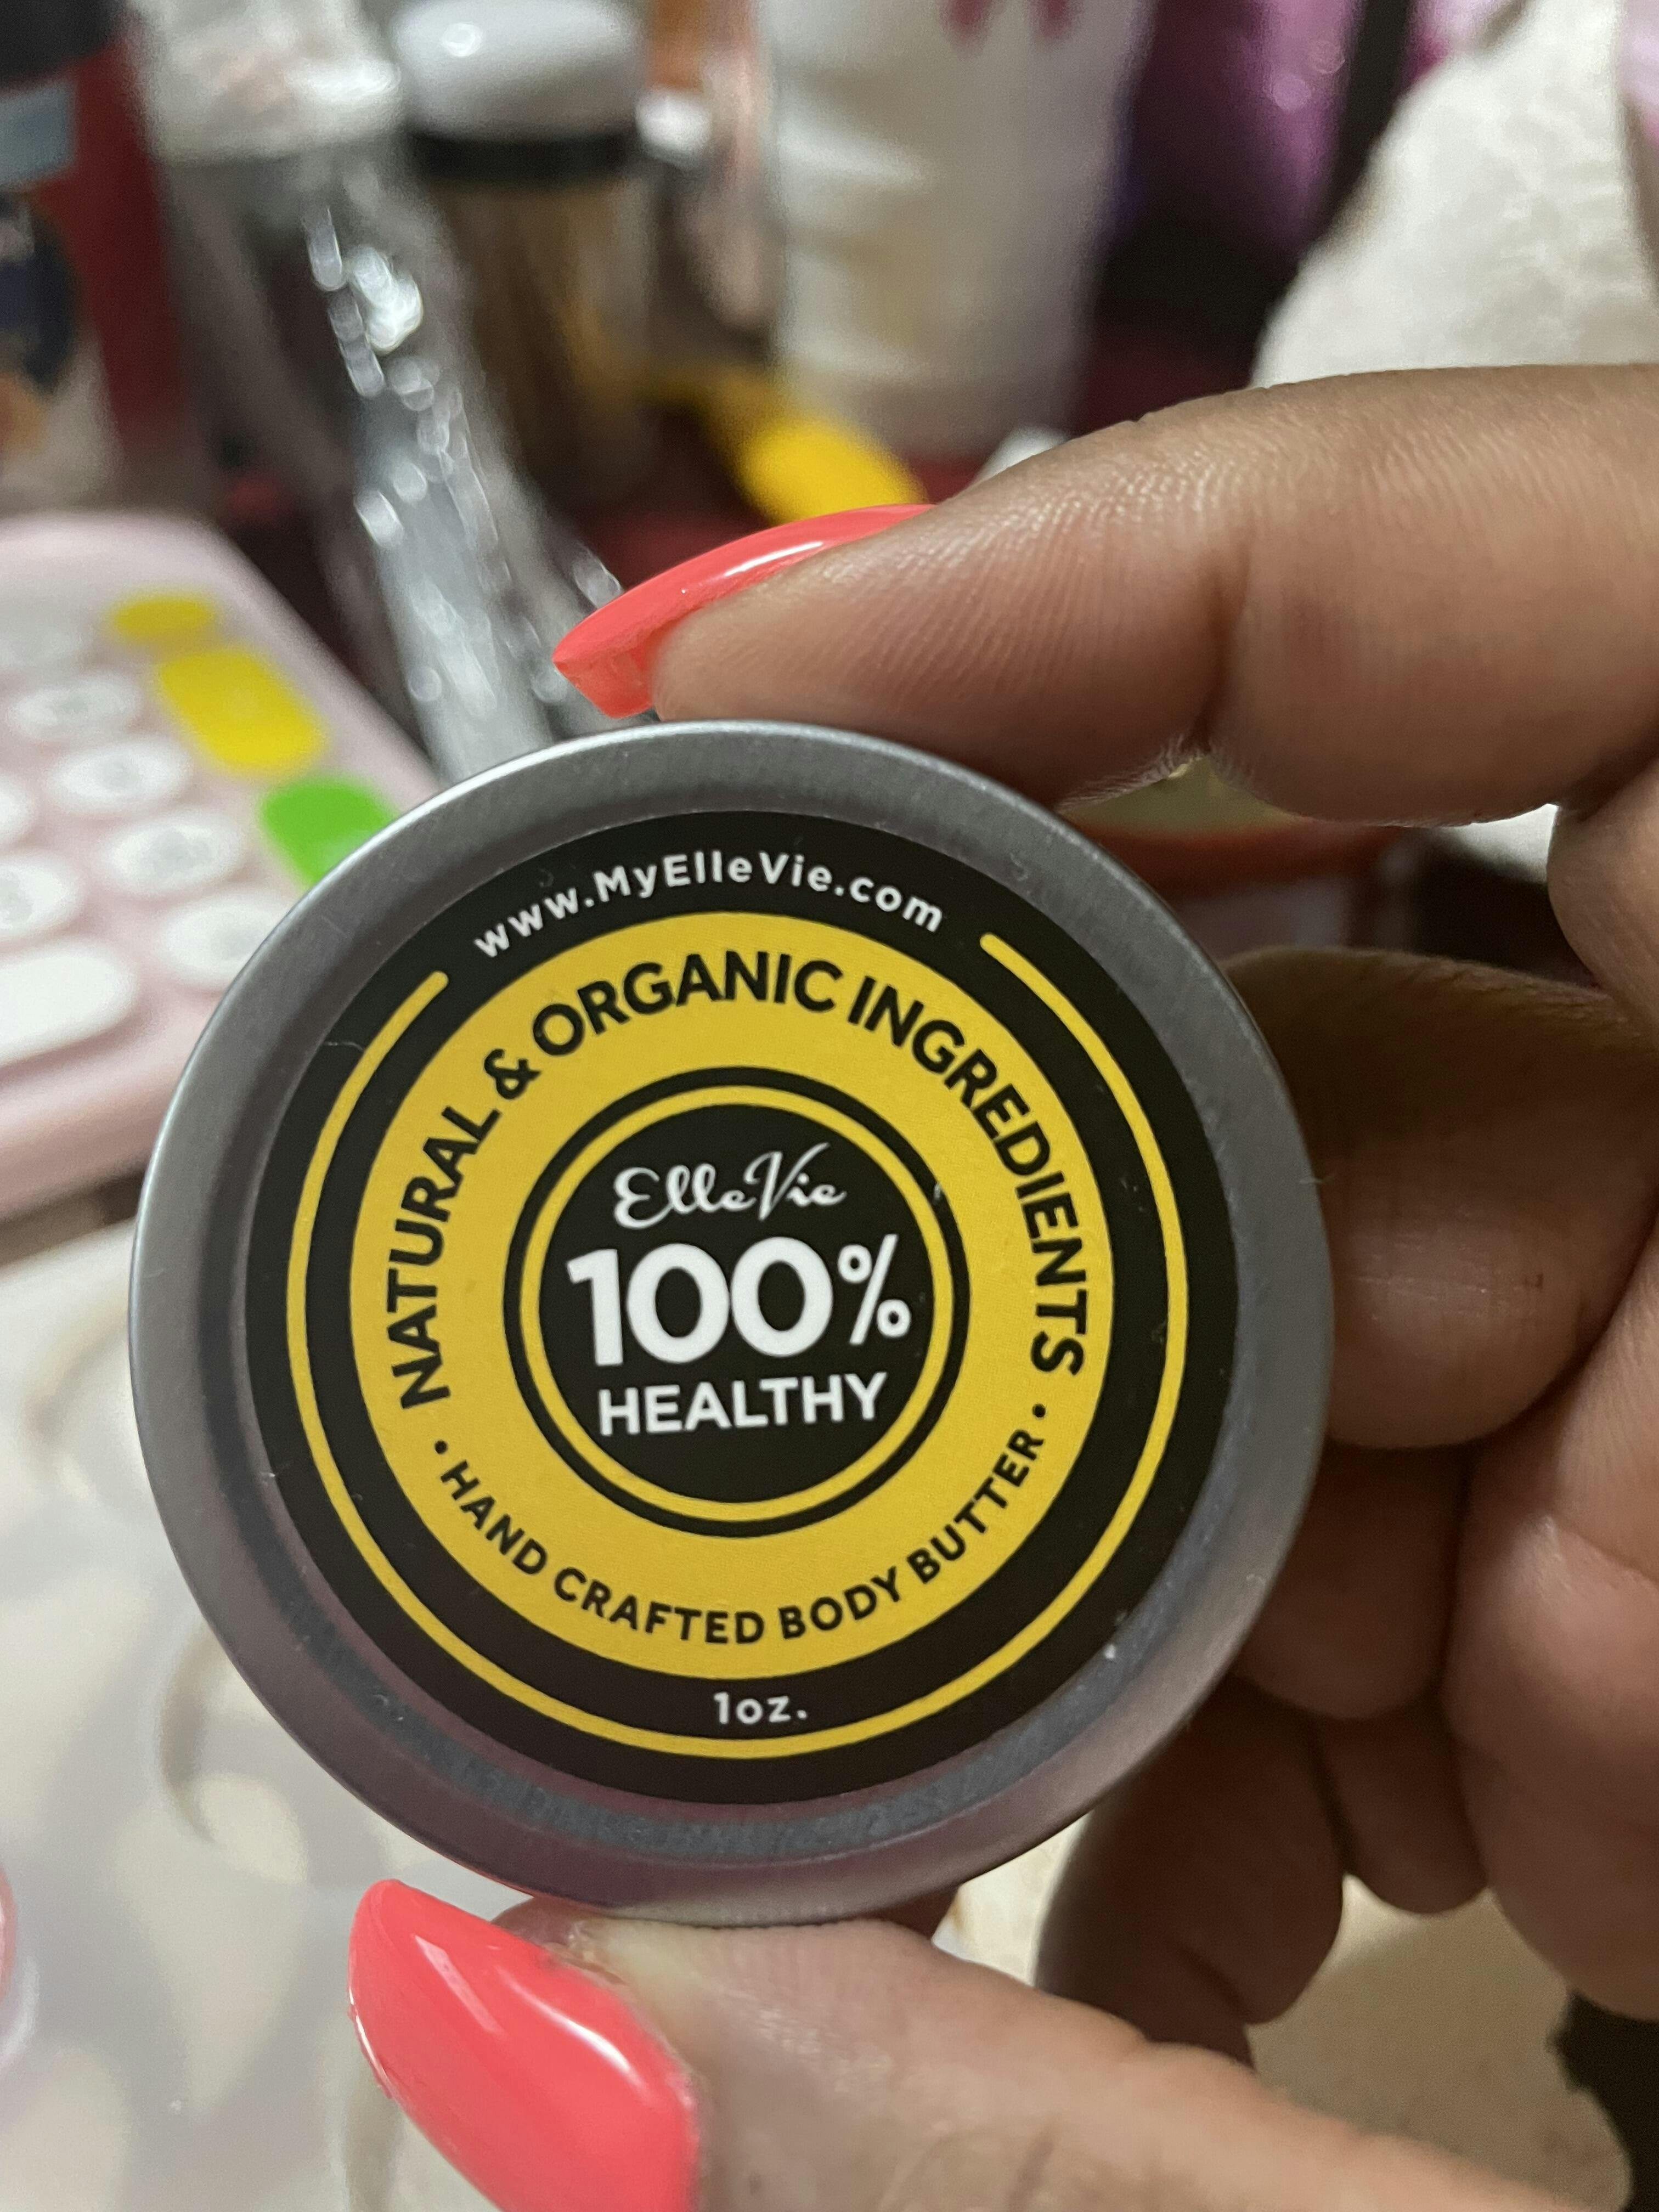 www.MyElleVie.com
NATURAL & ORGANIC INGREDIENTS
ElleVie
100%
HEALTHY
• HAND CRAFTED BODY BUTTER •
1oz.